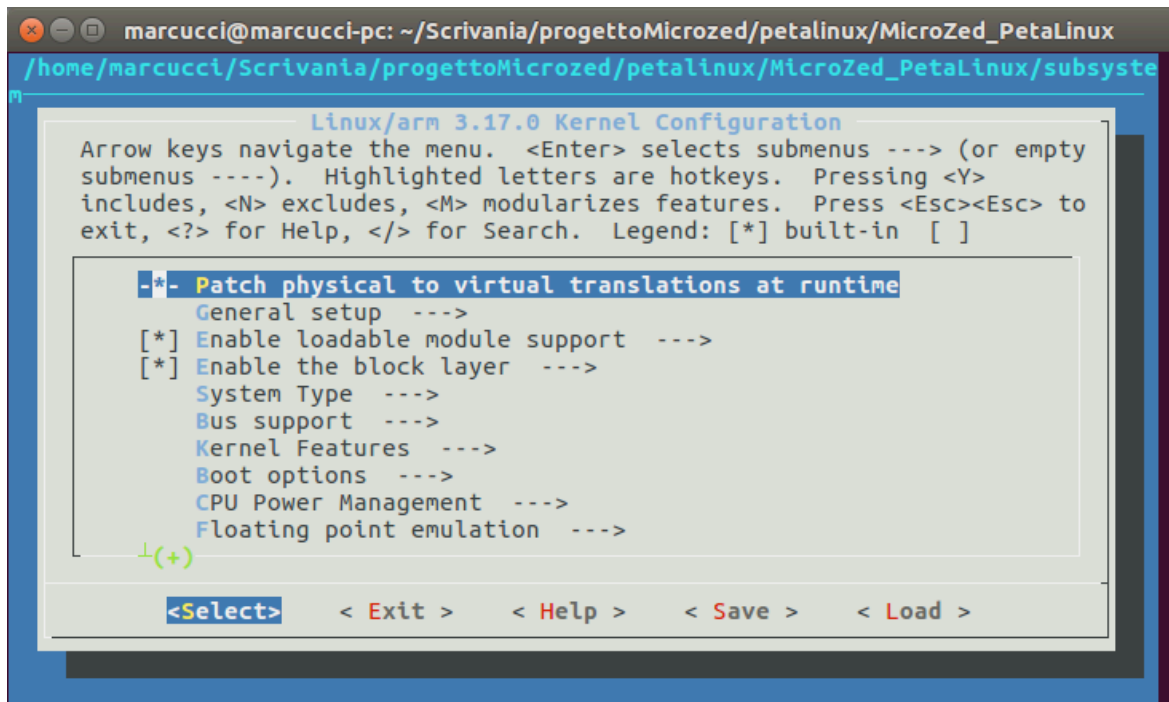 marcucci@marcucci-pc: ~/Scrivania/progettoMicrozed/petalinux/MicroZed_PetaLinux
/home/marcucci/Scrivania/progettoMicrozed/petalinux/MicroZed_PetaLinux/subsyste
m
Linux/arm 3.17.0 Kernel Configuration
Arrow keys navigate the menu.  <Enter> selects submenus ---> (or empty
submenus ----).  Highlighted letters are hotkeys.  Pressing <Y>
includes, <N> excludes, <M> modularizes features.  Press <Esc><Esc> to
exit, <?> for Help, </> for Search.  Legend: [*] built-in  [ ]
-*- Patch physical to virtual translations at runtime
General setup  --->
[*] Enable loadable module support  --->
[*] Enable the block layer  --->
System Type  --->
Bus support  --->
Kernel Features  --->
Boot options  --->
CPU Power Management  --->
Floating point emulation  --->
┴(+)
<Select>    < Exit >    < Help >    < Save >    < Load >